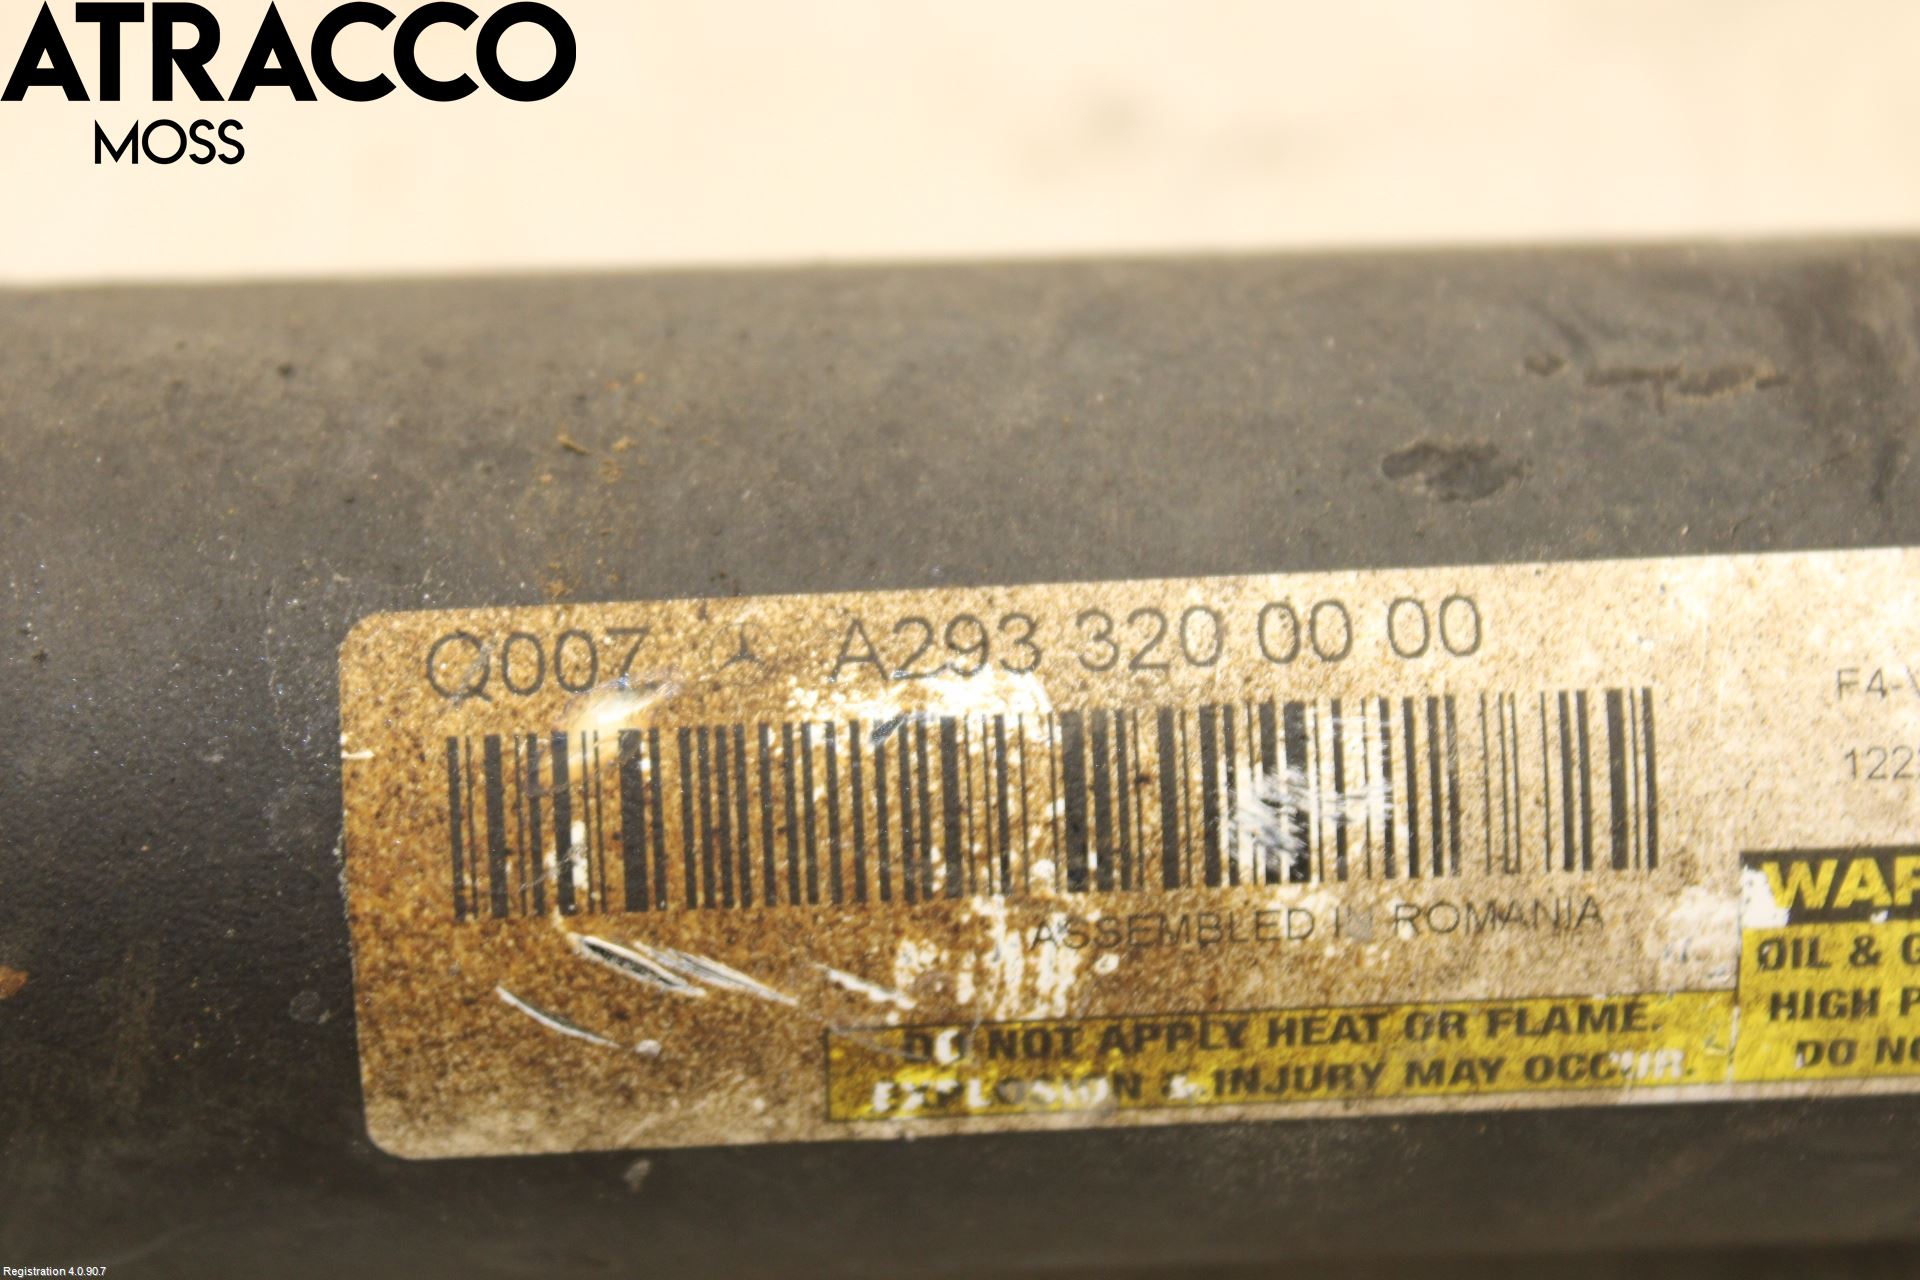 ATRACCO
MOSS
Q007 A293 320 00 00
F4-
122
ASSEMBLED IN ROMANIA
WAR
OIL & G
HIGH P
DO NO
DO NOT APPLY HEAT OR FLAME.
EXPLOSION & INJURY MAY OCCUR.
Registration 4.0.90.7